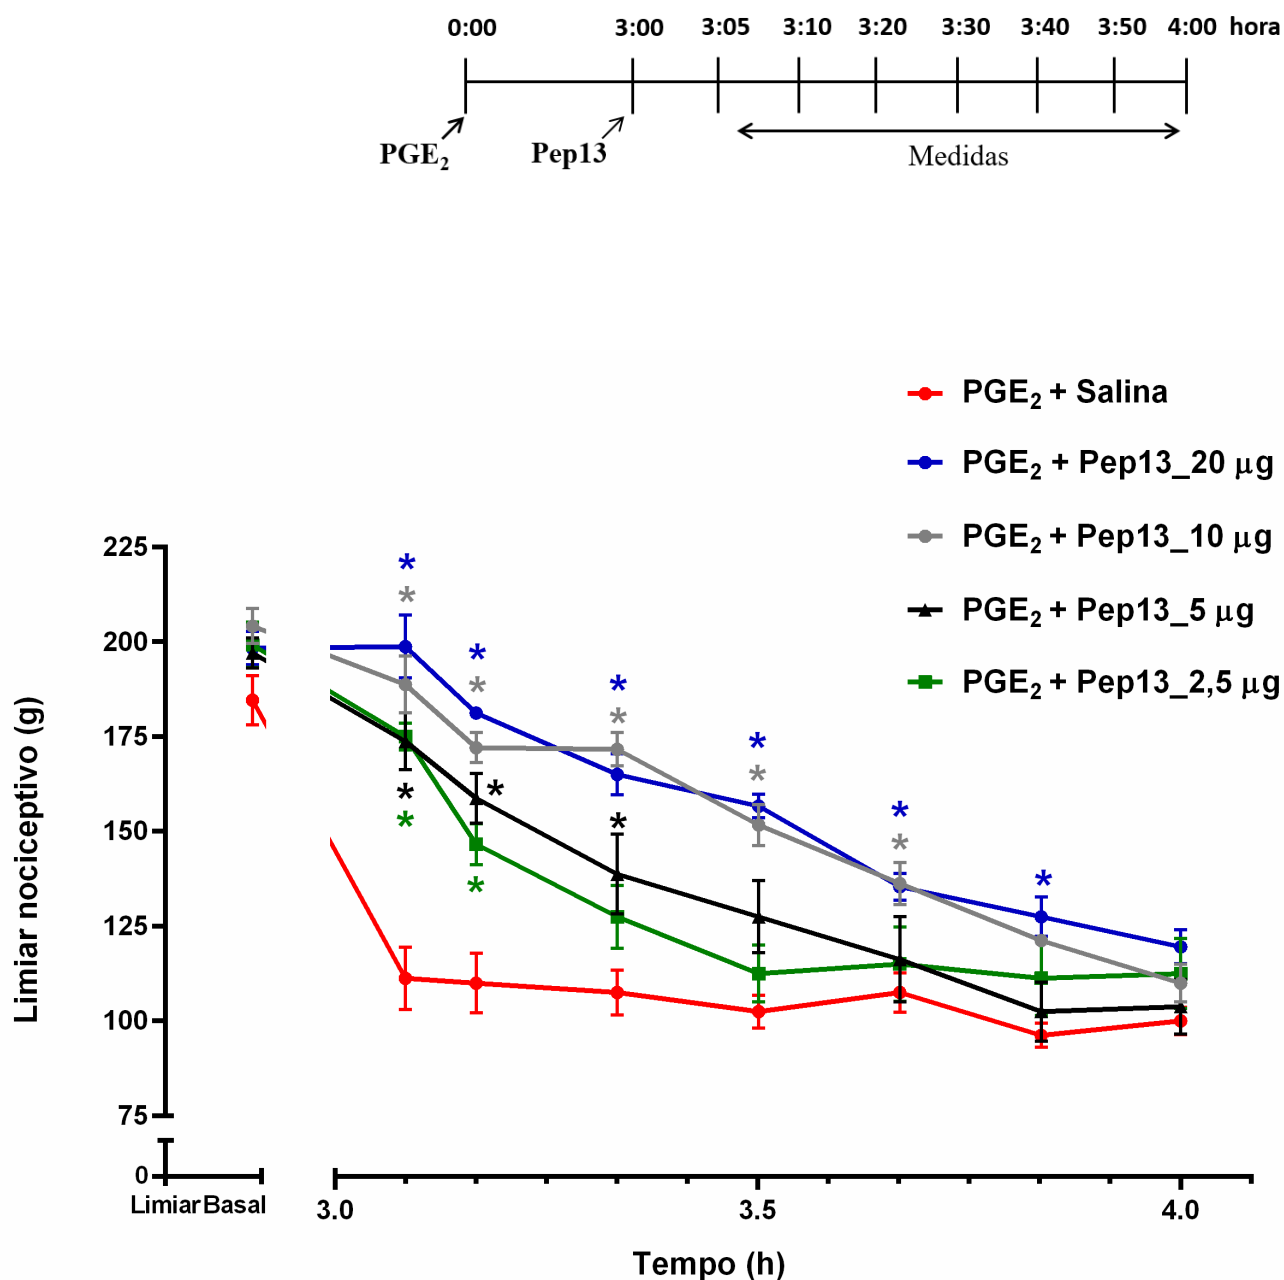 0:00 3:00 3:05 3:10 3:20 3:30 3:40 3:50 4:00 hora
PGE2 Pep13 Medidas
PGE2 + Salina
PGE2 + Pep13_20 μg
PGE2 + Pep13_10 μg
PGE2 + Pep13_5 μg
PGE2 + Pep13_2,5 μg
Limiar nociceptivo (g)
225
200
175
150
125
100
75
0
Limiar Basal 3.0 3.5 4.0
Tempo (h)
* * * * * * * * * * * * * * * *